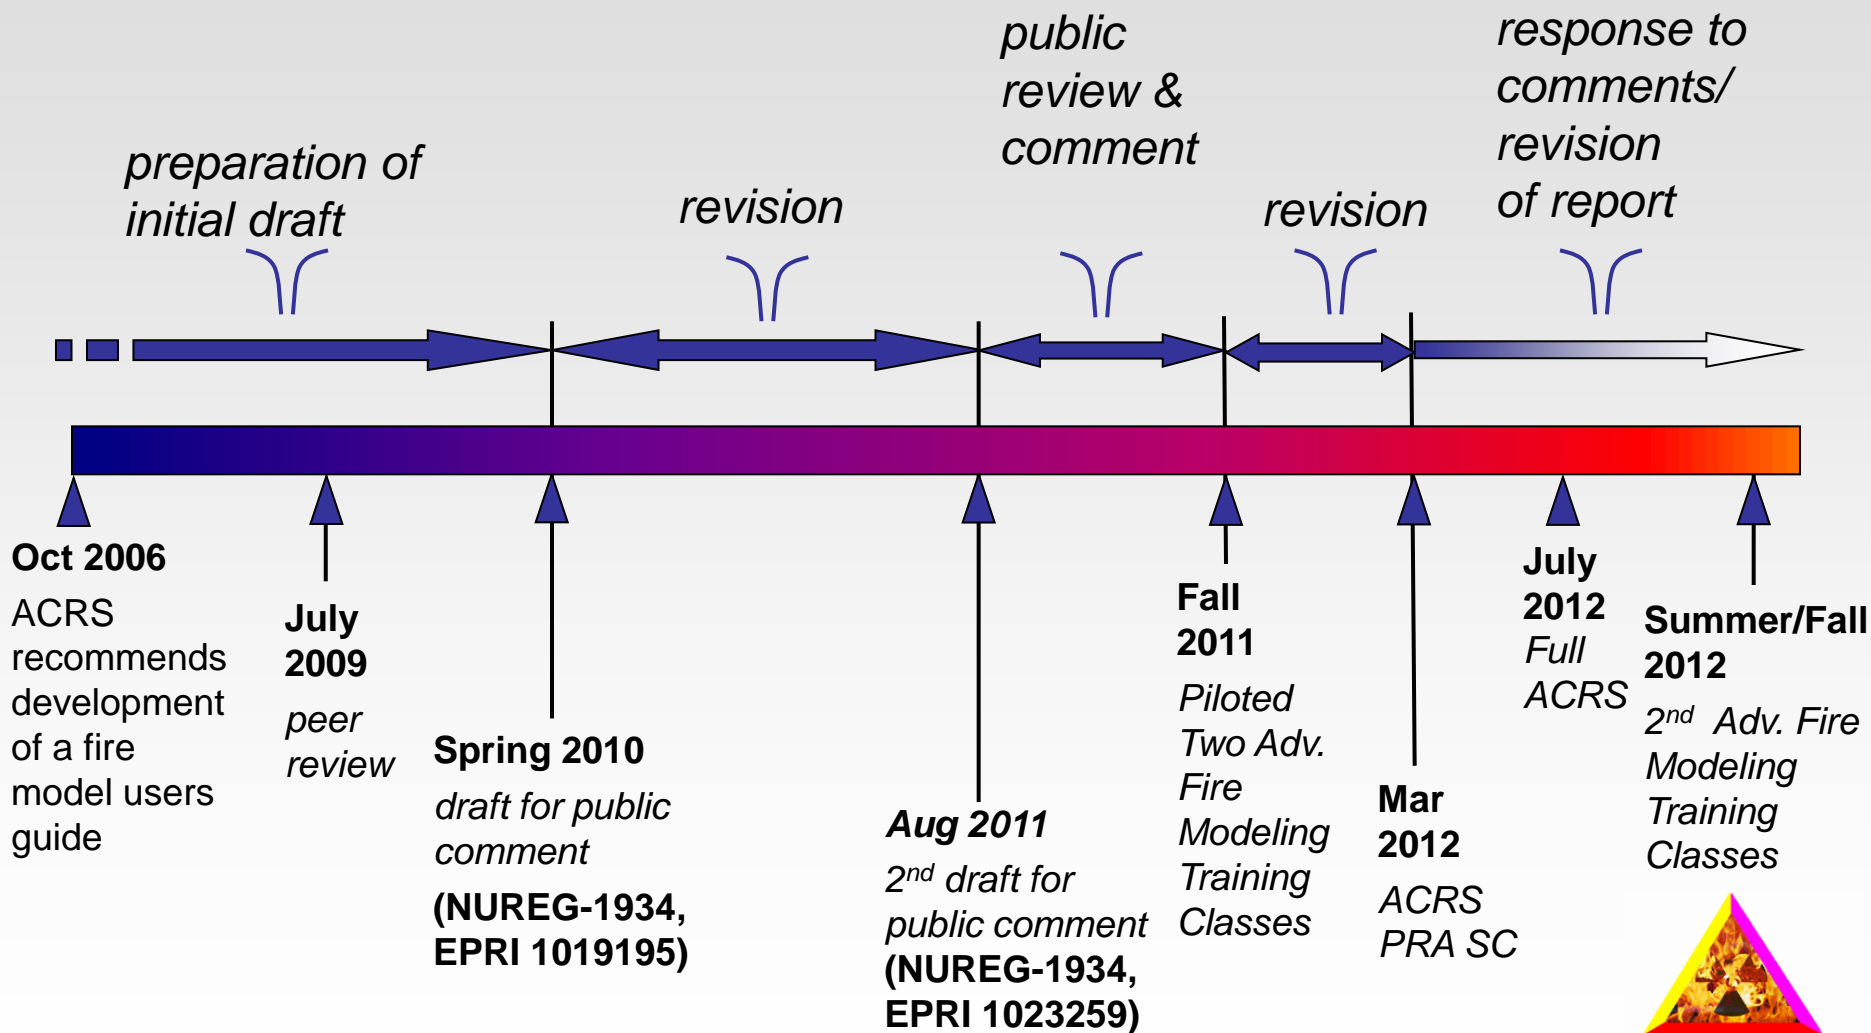 preparation of
initial draft
revision
public
review &
comment
revision
response to
comments/
revision
of report
Oct 2006
ACRS
recommends
development
of a fire
model users
guide
July
2009
peer
review
Spring 2010
draft for public
comment
(NUREG-1934,
EPRI 1019195)
Aug 2011
2nd draft for
public comment
(NUREG-1934,
EPRI 1023259)
Fall
2011
Piloted
Two Adv.
Fire
Modeling
Training
Classes
Mar
2012
ACRS
PRA SC
July
2012
Full
ACRS
Summer/Fall
2012
2nd Adv. Fire
Modeling
Training
Classes